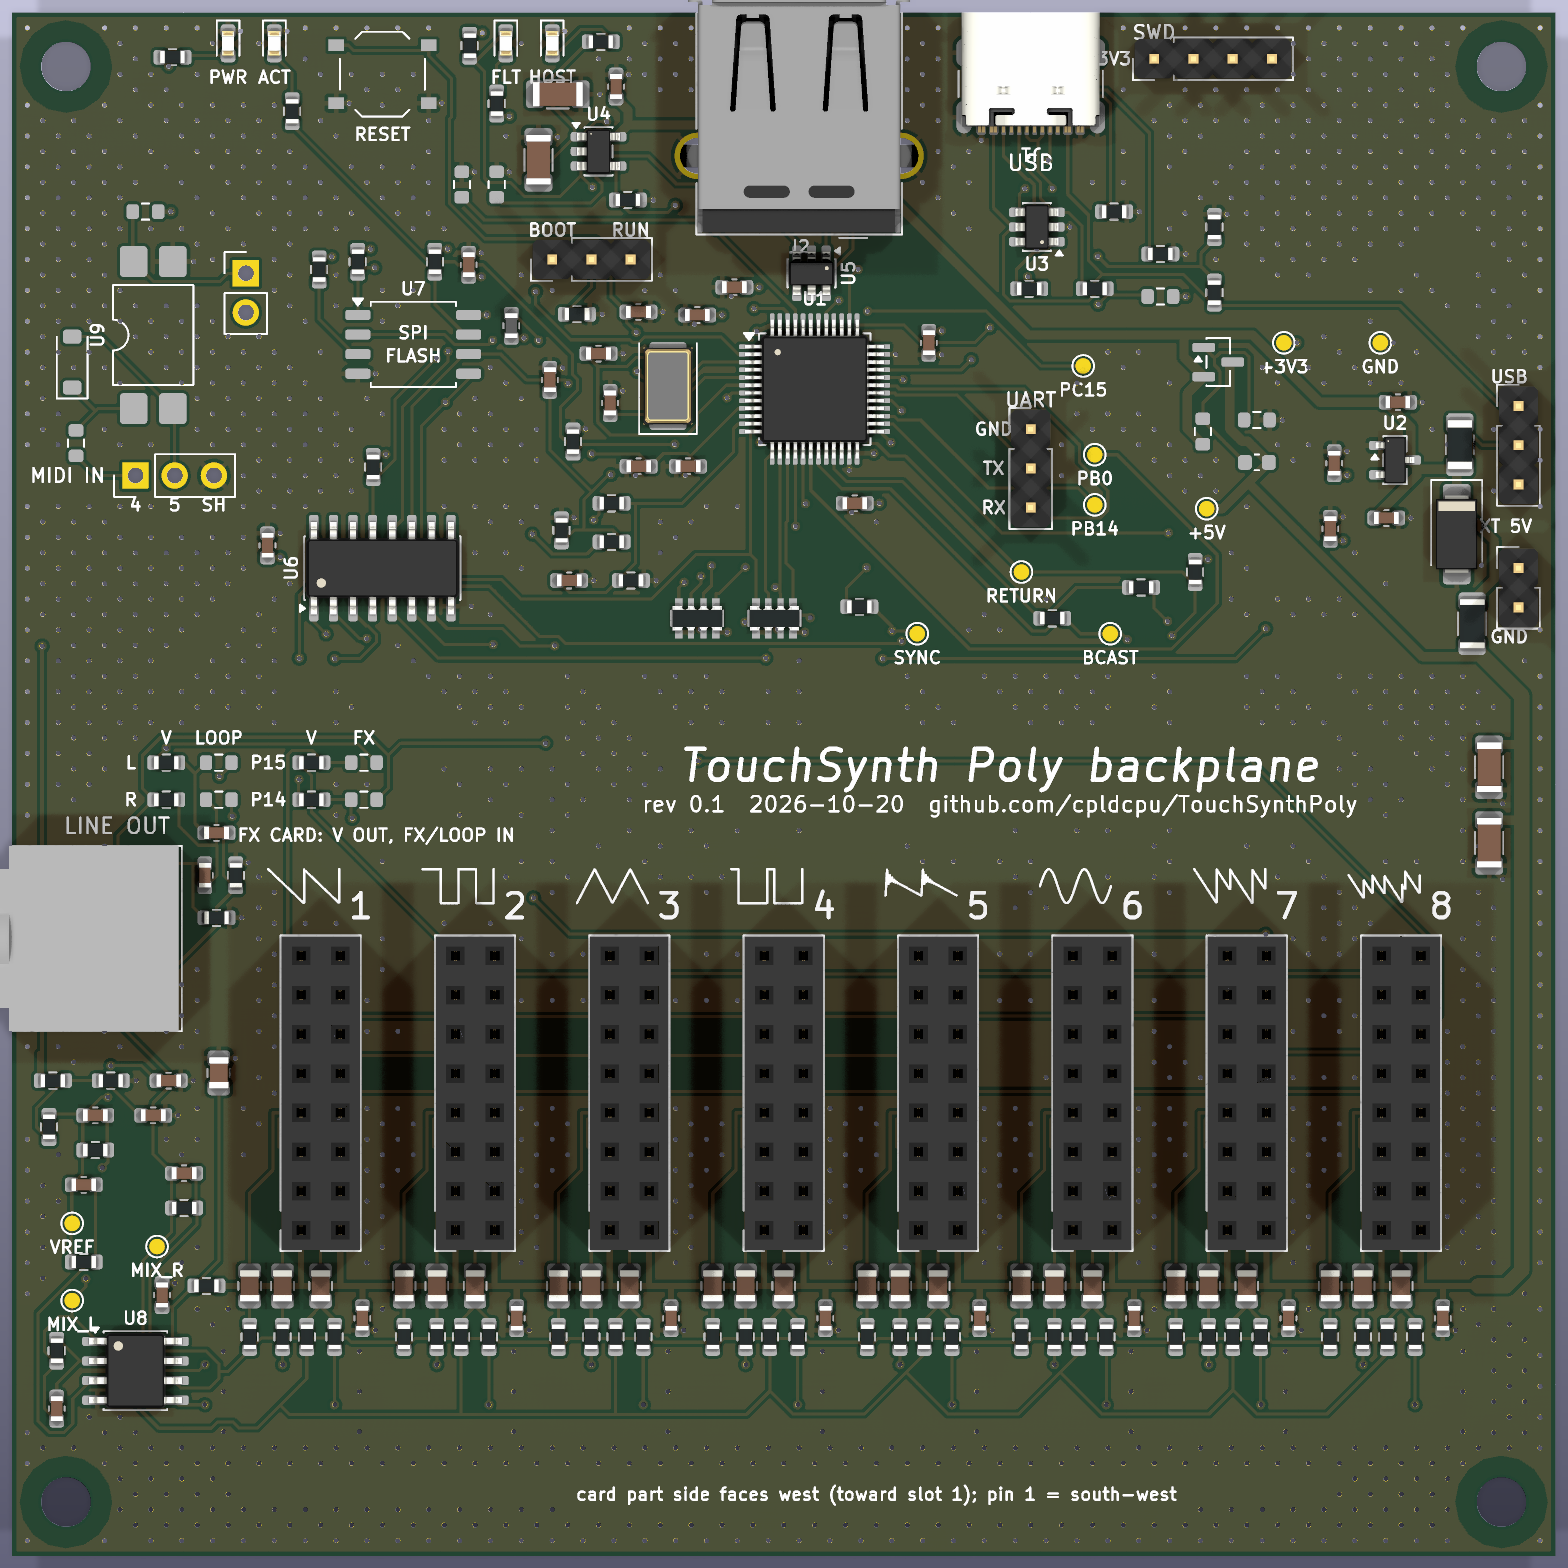 SWD
3V3
PWR ACT
FLT HOST
U4
RESET
J1
USB
BOOT RUN
J2
U5
U3
U7
U1
U9
SPI
FLASH
+3V3
GND
PC15
USB
UART
U2
GND
TX
RX
MIDI IN
4 5 SH
PB0
PB14
+5V
5V
U6
RETURN
GND
SYNC
BCAST
V LOOP V FX
L
P15
R
P14
TouchSynth Poly backplane
rev 0.1 2026-10-20 github.com/cpldcpu/TouchSynthPoly
LINE OUT
FX CARD: V OUT, FX/LOOP IN
1 2 3 4 5 6 7 8
VREF
MIX_R
MIX_L
U8
card part side faces west (toward slot 1); pin 1 = south-west